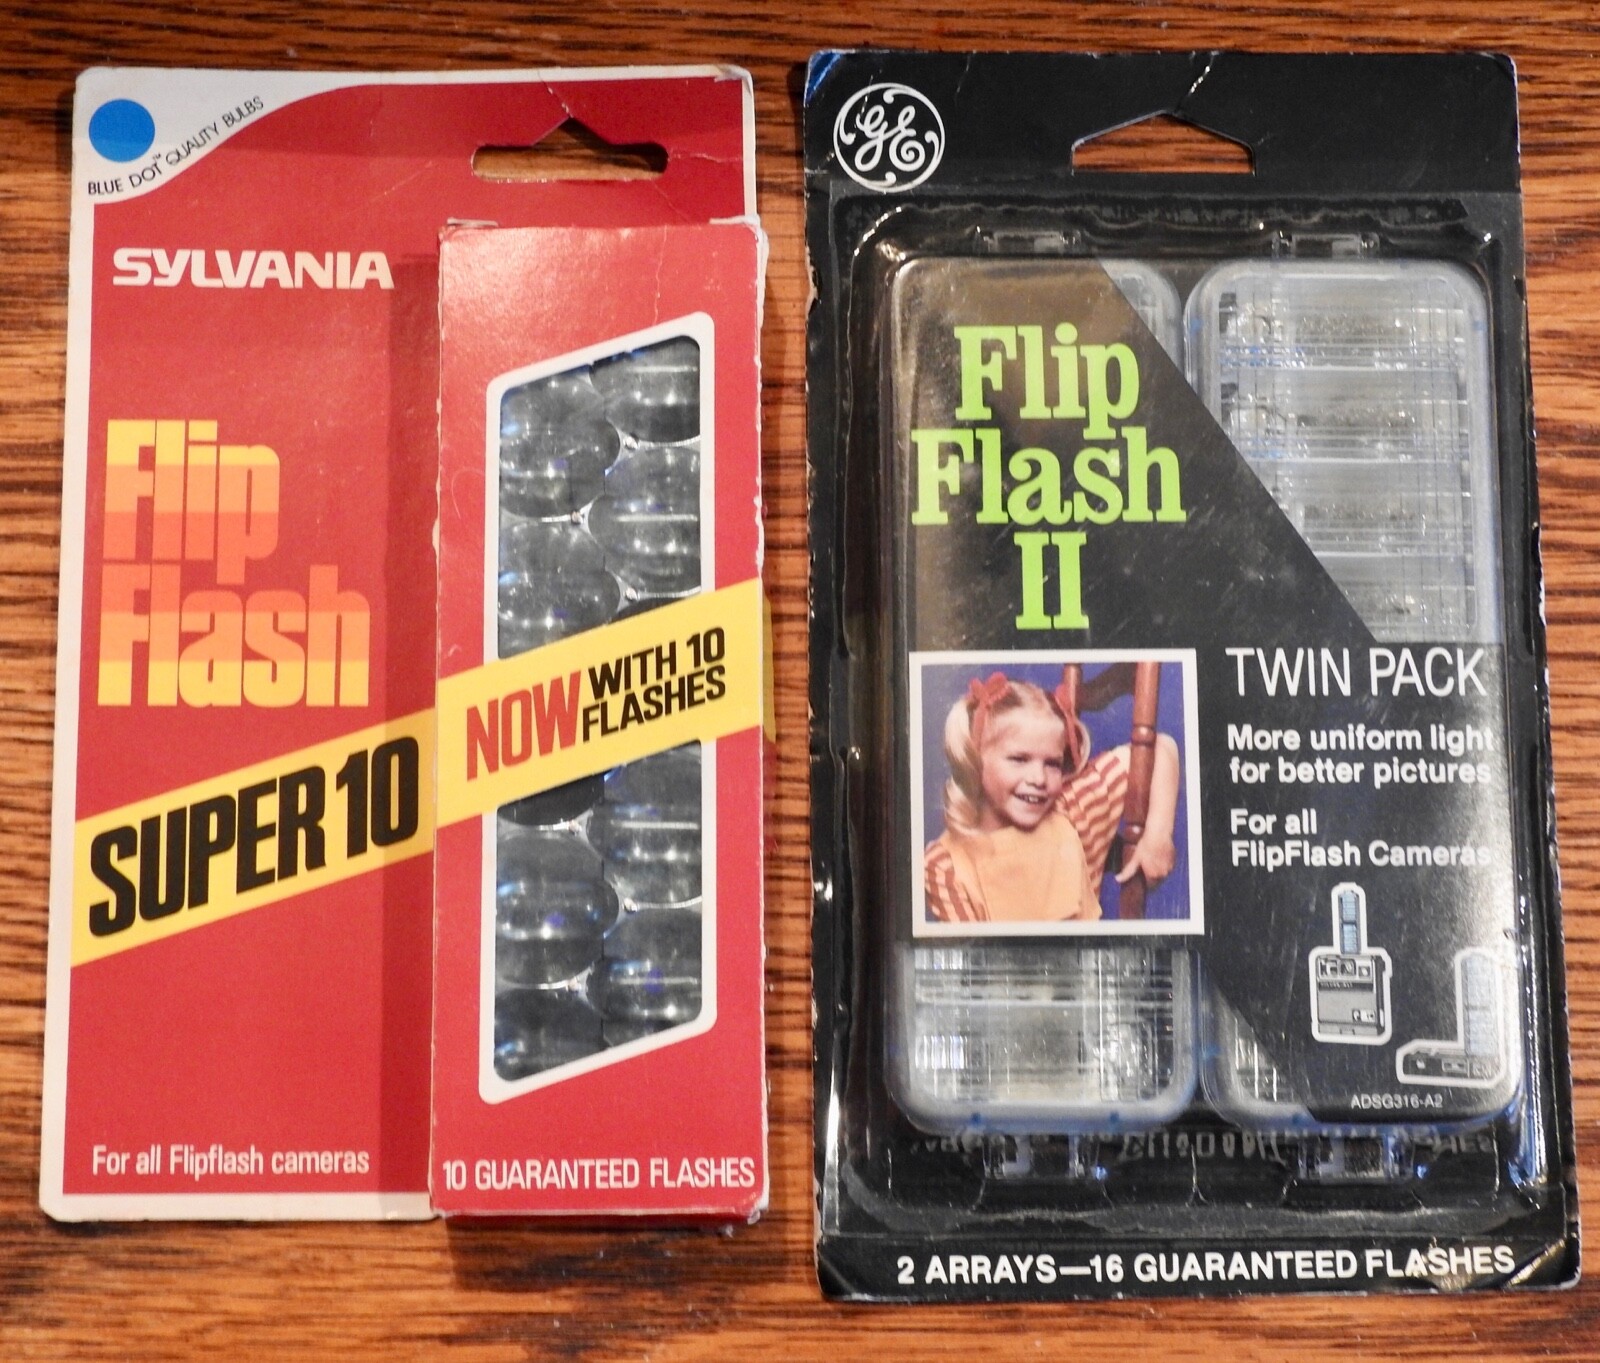 BLUE DOT™ QUALITY BULBS
SYLVANIA
Flip
Flash
SUPER 10
For all Flipflash cameras
NOW WITH 10
FLASHES
10 GUARANTEED FLASHES
GE
Flip
Flash
II
TWIN PACK
More uniform light
for better pictures
For all
FlipFlash Cameras
ADSG316-A2
2 ARRAYS—16 GUARANTEED FLASHES